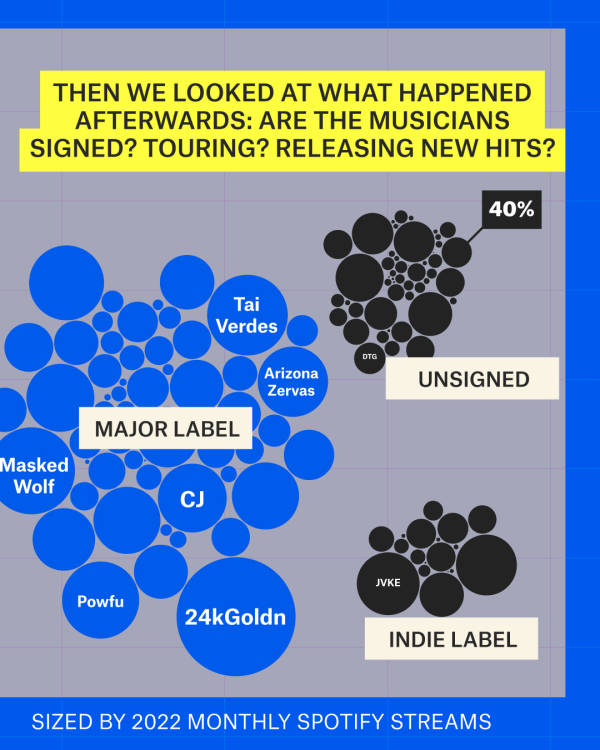 THEN WE LOOKED AT WHAT HAPPENED
AFTERWARDS: ARE THE MUSICIANS
SIGNED? TOURING? RELEASING NEW HITS?
40%
Tai
Verdes
DTG
Arizona
Zervas
UNSIGNED
MAJOR LABEL
Masked
Wolf
CJ
JVKE
Powfu
24kGoldn
INDIE LABEL
SIZED BY 2022 MONTHLY SPOTIFY STREAMS